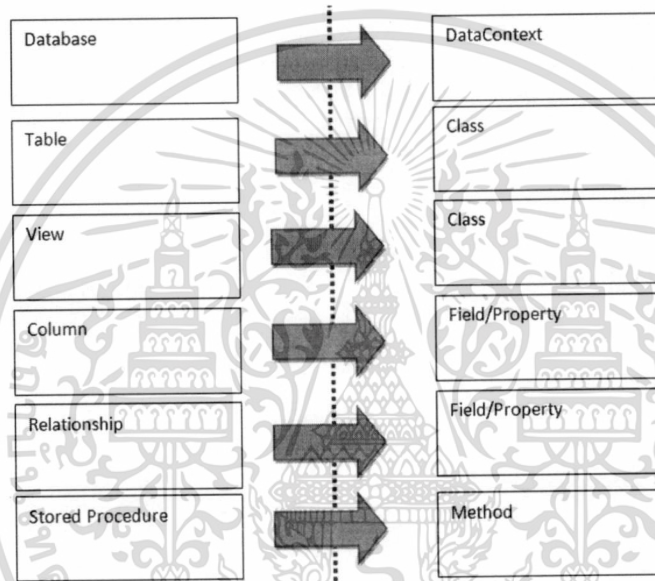 Database
DataContext
Table
Class
View
Class
Column
Field/Property
Relationship
Field/Property
Stored Procedure
Method